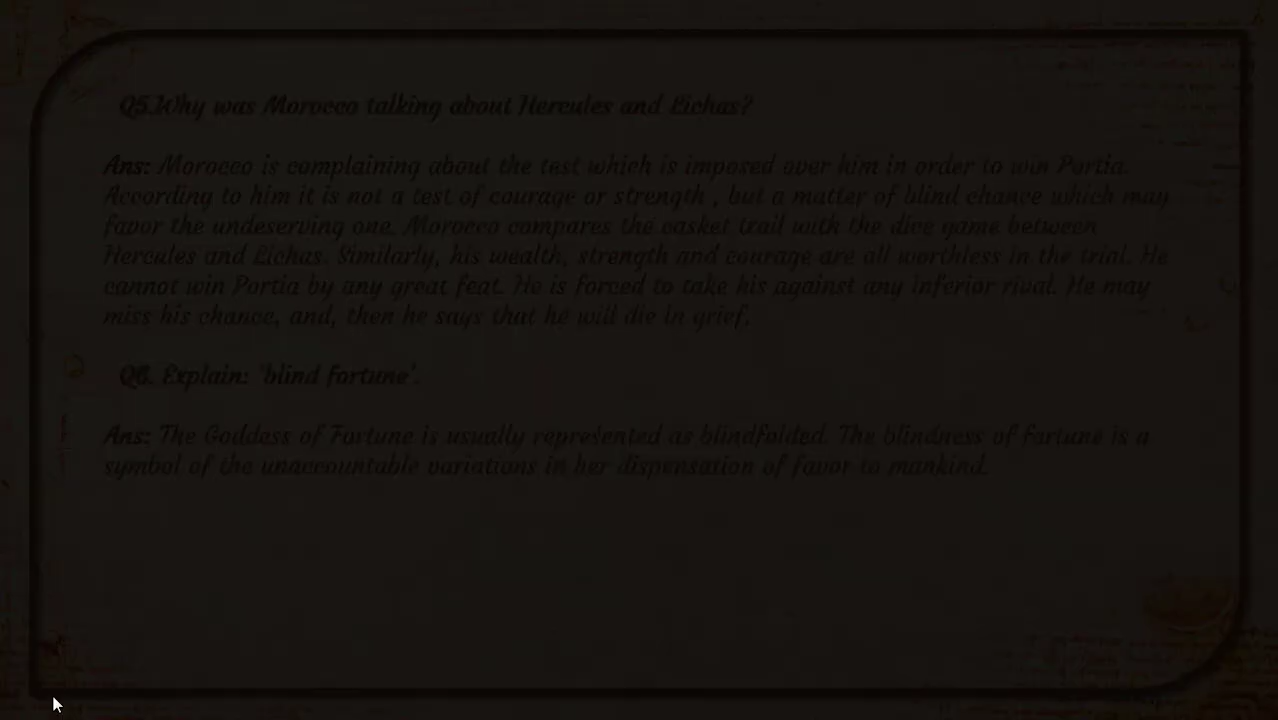 Q5.Why was Morocco talking about Hercules and Lichas?
Ans: Morocco is complaining about the test which is imposed over him in order to win Portia.
According to him it is not a test of courage or strength , but a matter of blind chance which may
favor the undeserving one. Morocco compares the casket trail with the dice game between
Hercules and Lichas. Similarly, his wealth, strength and courage are all worthless in the trial. He
cannot win Portia by any great feat. He is forced to take his against any inferior rival. He may
miss his chance, and, then he says that he will die in grief.
Q6. Explain: 'blind fortune'.
Ans: The Goddess of Fortune is usually represented as blindfolded. The blindness of fortune is a
symbol of the unaccountable variations in her dispensation of favor to mankind.